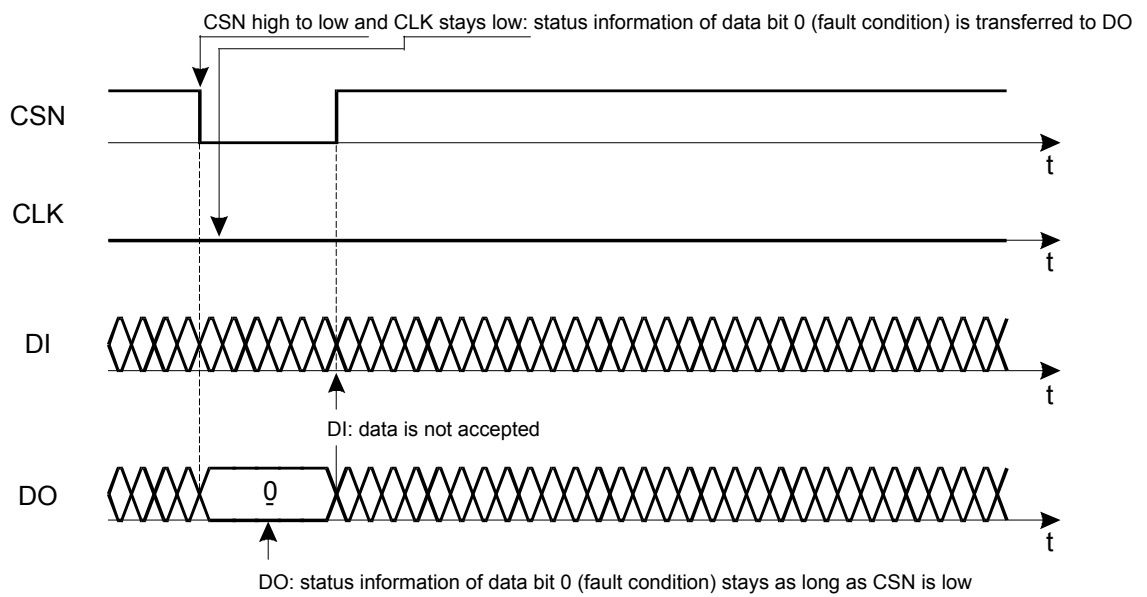 CSN high to low and CLK stays low: status information of data bit 0 (fault condition) is transferred to DO
CSN
t
CLK
t
DI
t
DI: data is not accepted
DO
0
t
DO: status information of data bit 0 (fault condition) stays as long as CSN is low